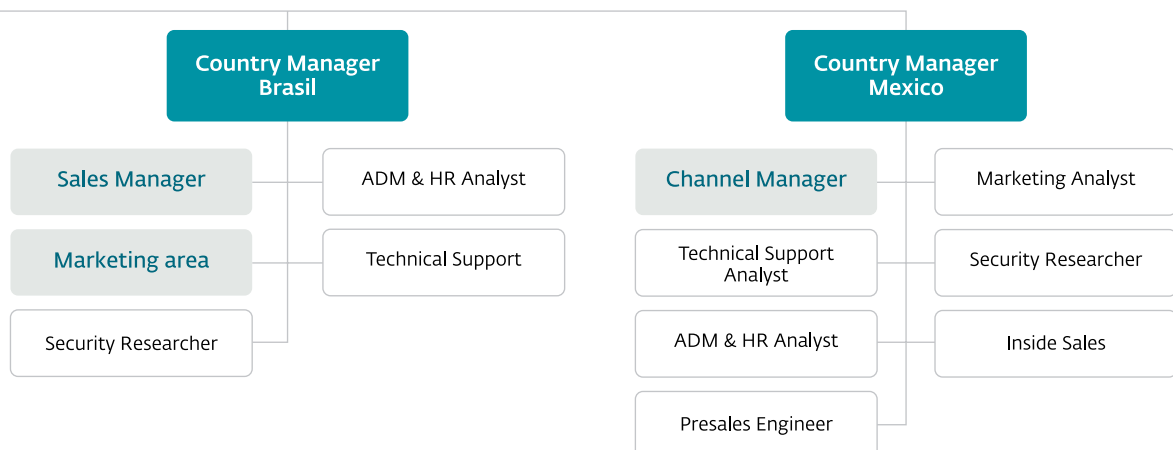 Country Manager
Brasil
Sales Manager
ADM & HR Analyst
Marketing area
Technical Support
Security Researcher
Country Manager
Mexico
Channel Manager
Marketing Analyst
Technical Support
Analyst
Security Researcher
ADM & HR Analyst
Inside Sales
Presales Engineer